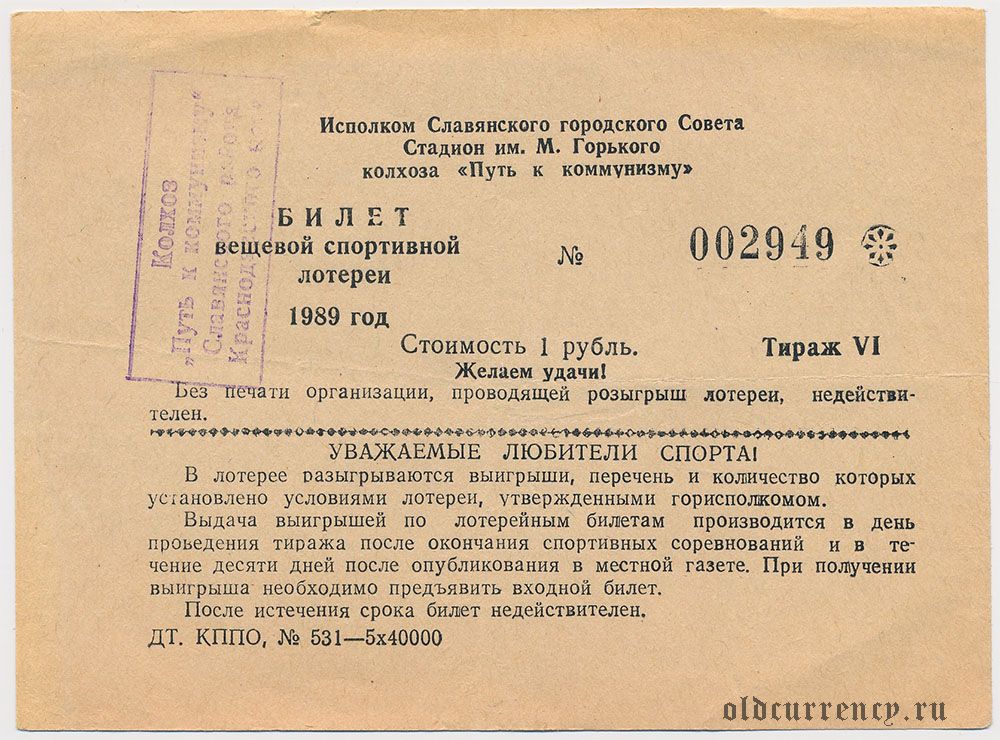 Колхоз
„Путь к коммунизму“
Славянского района
Краснодарского края
Исполком Славянского городского Совета
Стадион им. М. Горького
колхоза «Путь к коммунизму»
БИЛЕТ
вещевой спортивной
лотереи
№ 002949
1989 год
Стоимость 1 рубль. Тираж VI
Желаем удачи!
Без печати организации, проводящей розыгрыш лотереи, недействи-
телен.
УВАЖАЕМЫЕ ЛЮБИТЕЛИ СПОРТА!
В лотерее разыгрываются выигрыши, перечень и количество которых
установлено условиями лотереи, утвержденными горисполкомом.
Выдача выигрышей по лотерейным билетам производится в день
проведения тиража после окончания спортивных соревнований и в те-
чение десяти дней после опубликования в местной газете. При получении
выигрыша необходимо предъявить входной билет.
После истечения срока билет недействителен.
ДТ. КППО, № 531—5х40000
oldcurrency.ru